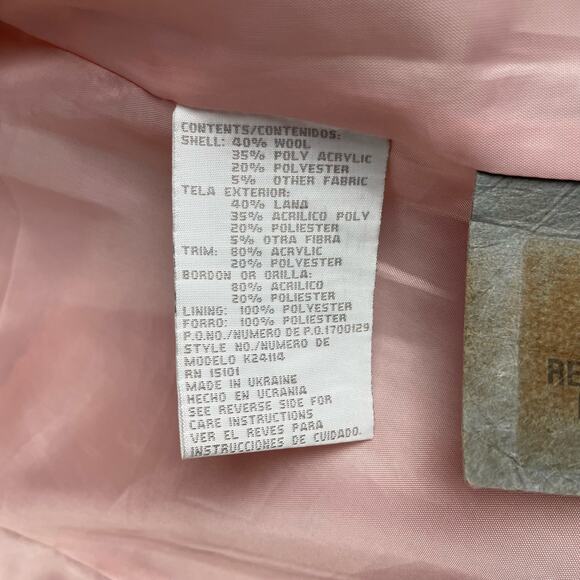 CONTENTS/CONTENIDOS:
SHELL: 40% WOOL
35% POLY ACRYLIC
20% POLYESTER
5% OTHER FABRIC
TELA EXTERIOR:
40% LANA
35% ACRILICO POLY
20% POLIESTER
5% OTRA FIBRA
TRIM: 80% ACRYLIC
20% POLYESTER
BORDON OR ORILLA:
80% ACRILICO
20% POLIESTER
LINING: 100% POLYESTER
FORRO: 100% POLIESTER
P.O.NO./NUMERO DE P.O.1700129
STYLE NO./NUMERO DE
MODELO K24114
RN 15101
MADE IN UKRAINE
HECHO EN UCRANIA
SEE REVERSE SIDE FOR
CARE INSTRUCTIONS
VER EL REVES PARA
INSTRUCCIONES DE CUIDADO.
RE